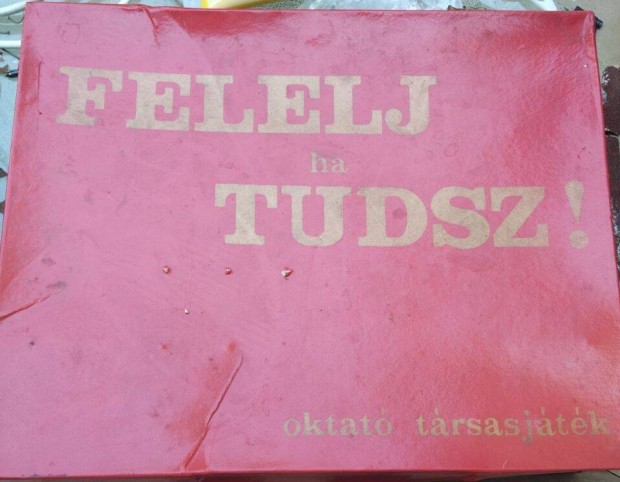 FELELJ
ha
TUDSZ!
oktató társasjáték